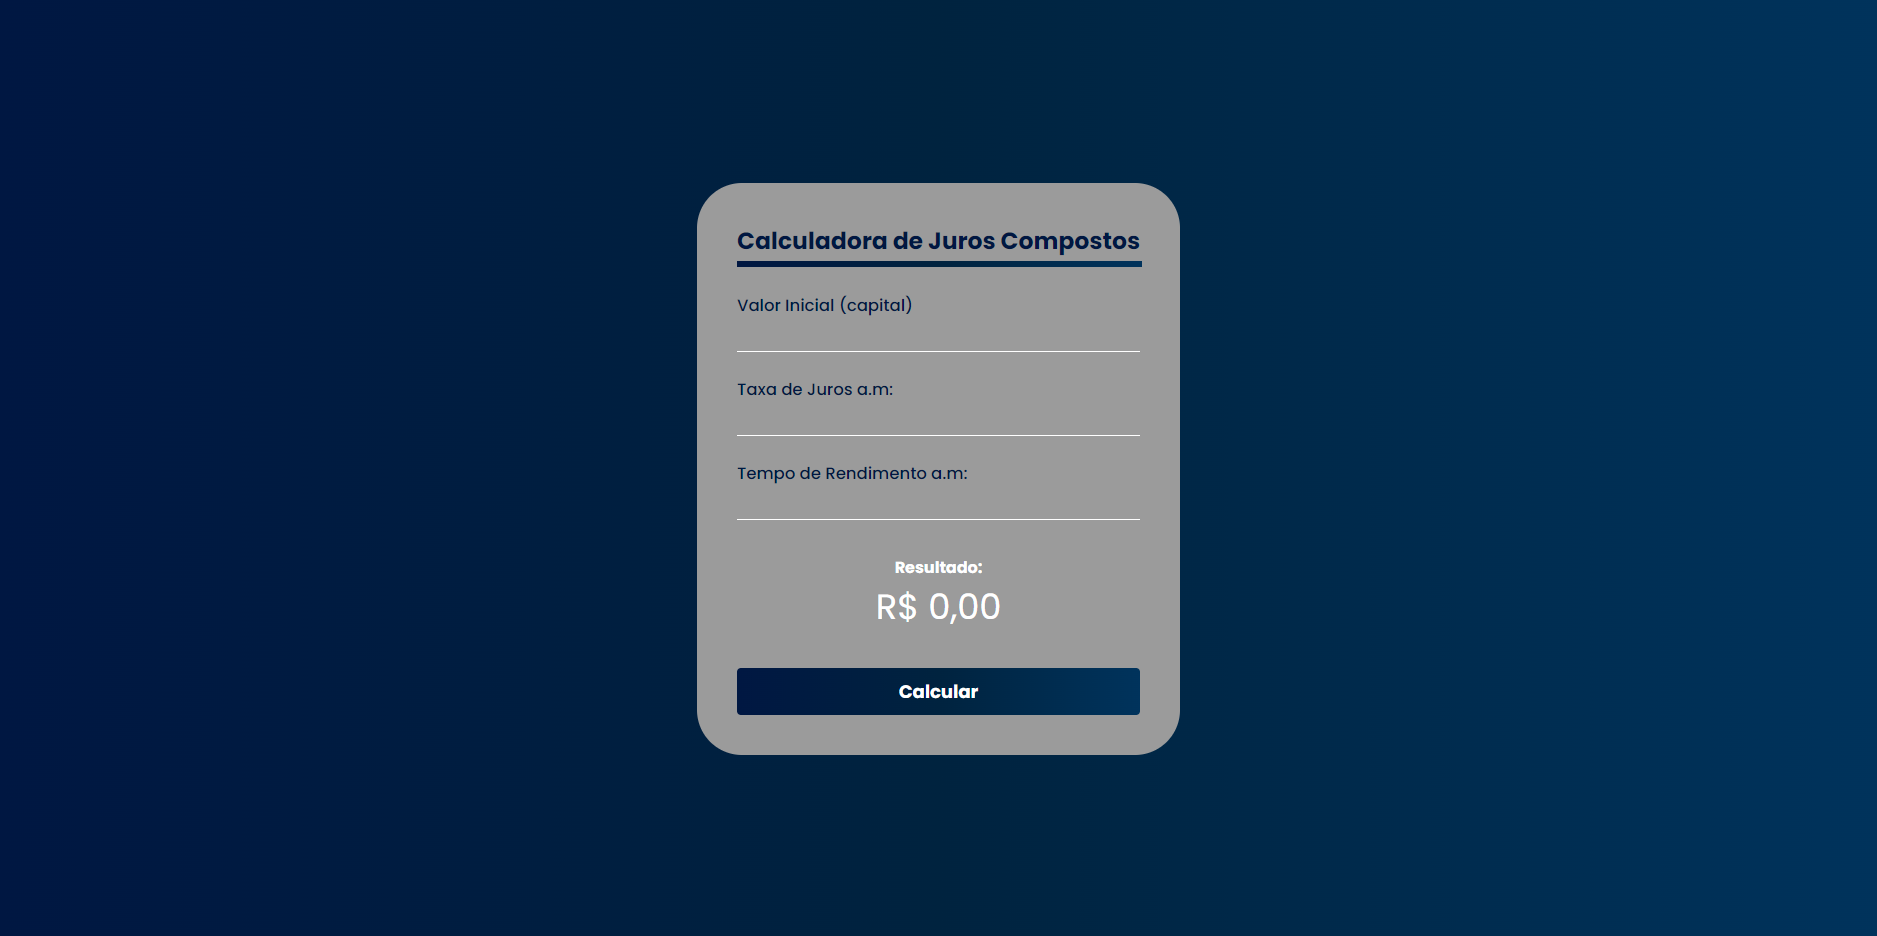 Calculadora de Juros Compostos
Valor Inicial (capital)
Taxa de Juros a.m:
Tempo de Rendimento a.m:
Resultado:
R$ 0,00
Calcular